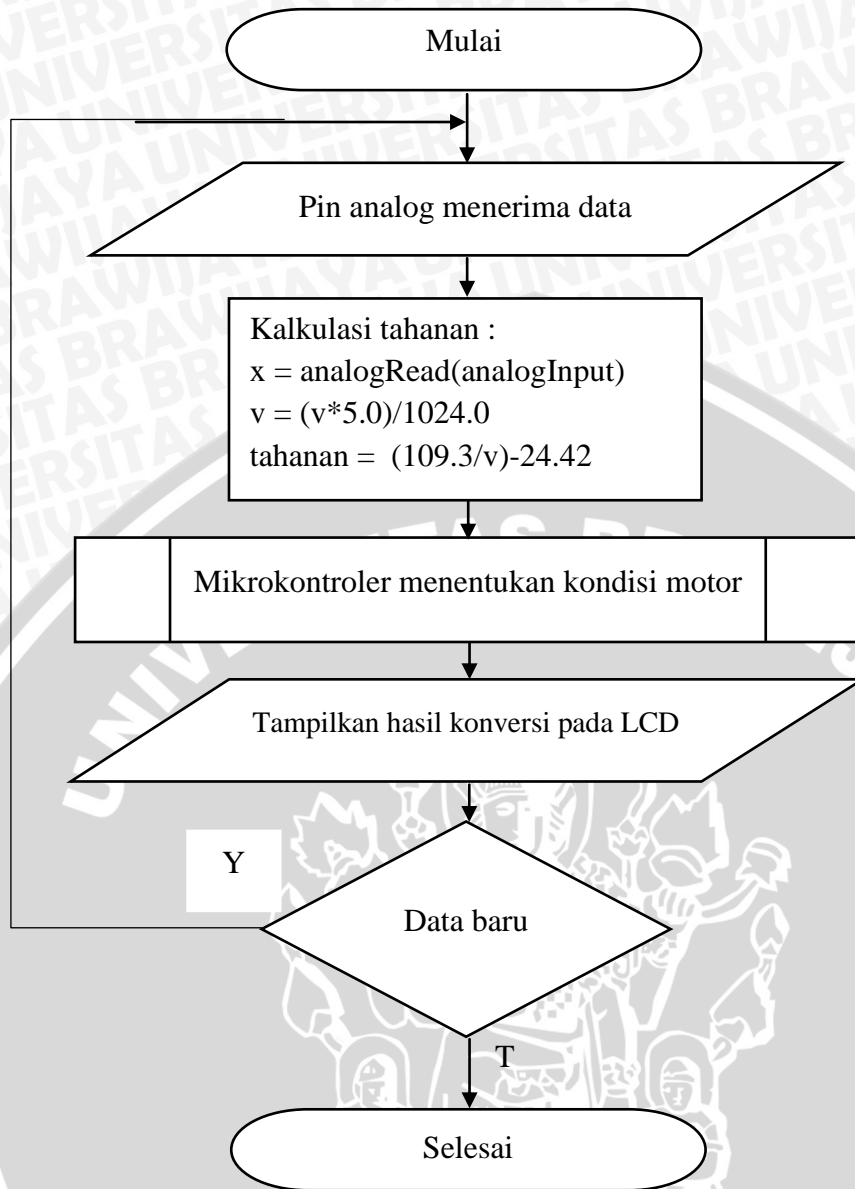 Mulai
Pin analog menerima data
Kalkulasi tahanan :
x = analogRead(analogInput)
v = (v*5.0)/1024.0
tahanan = (109.3/v)-24.42
Mikrokontroler menentukan kondisi motor
Tampilkan hasil konversi pada LCD
Y
Data baru
T
Selesai